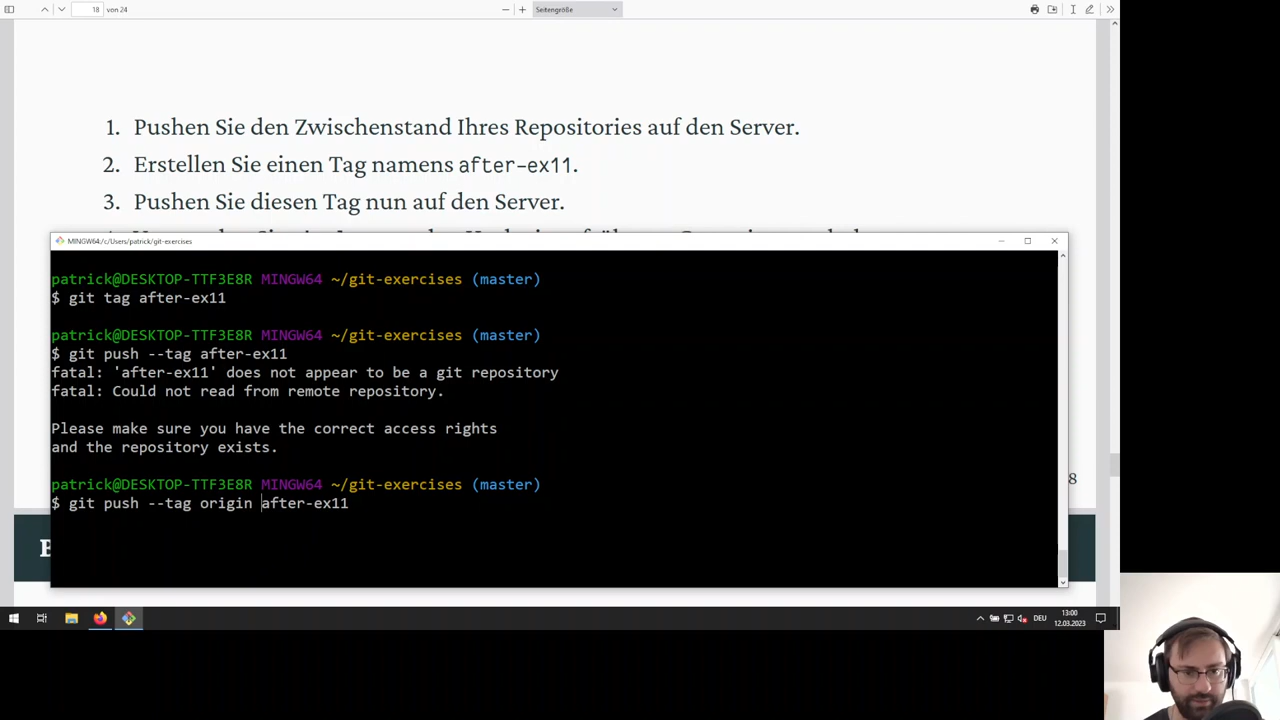 18 von 24
Seitengröße
1. Pushen Sie den Zwischenstand Ihres Repositories auf den Server.
2. Erstellen Sie einen Tag namens after-ex11.
3. Pushen Sie diesen Tag nun auf den Server.
MINGW64:/c/Users/patrick/git-exercises
patrick@DESKTOP-TTF3E8R MINGW64 ~/git-exercises (master)
$ git tag after-ex11
patrick@DESKTOP-TTF3E8R MINGW64 ~/git-exercises (master)
$ git push --tag after-ex11
fatal: 'after-ex11' does not appear to be a git repository
fatal: Could not read from remote repository.
Please make sure you have the correct access rights
and the repository exists.
patrick@DESKTOP-TTF3E8R MINGW64 ~/git-exercises (master)
$ git push --tag origin after-ex11
8
DEU
13:00
12.03.2023